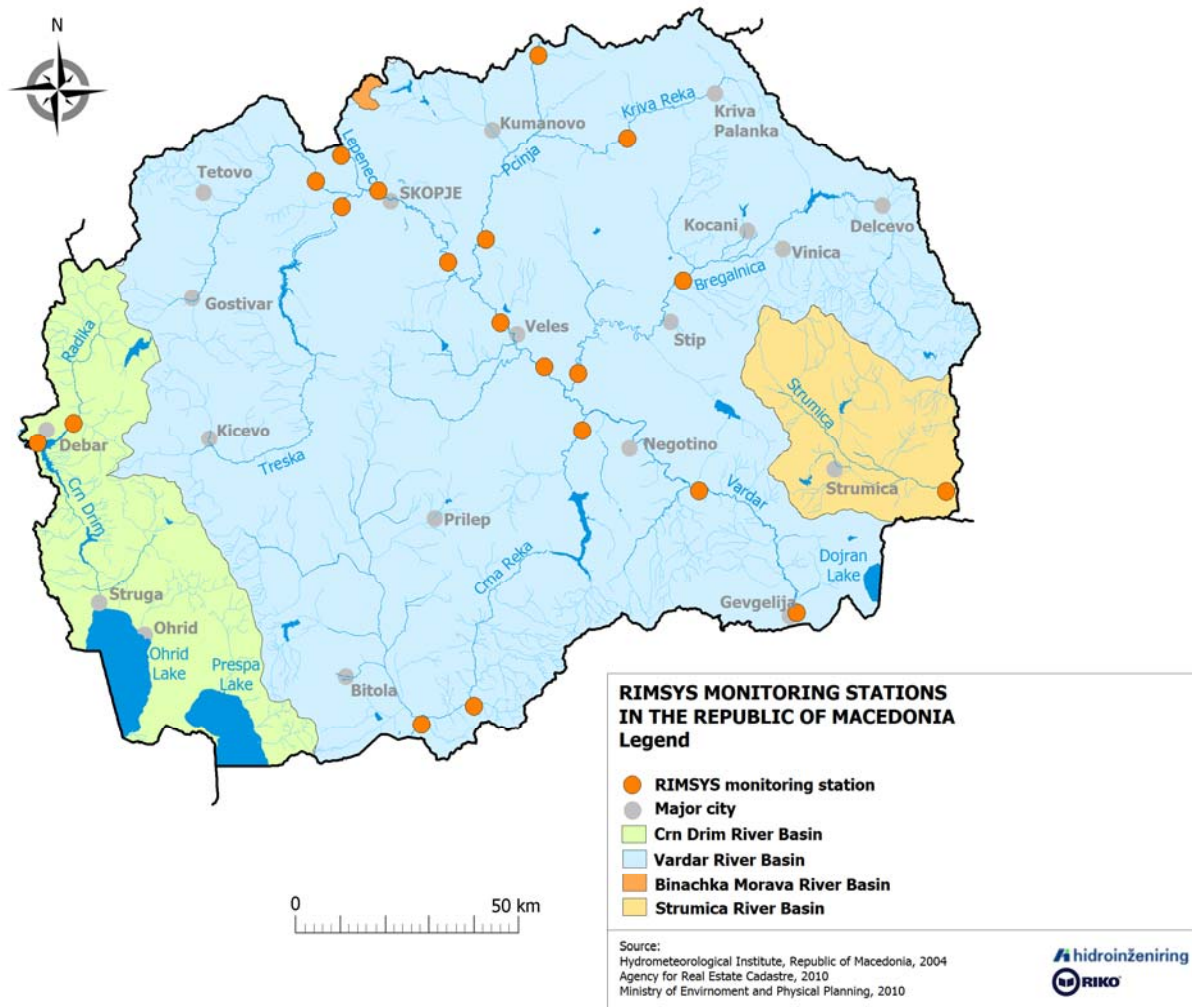 N
Kriva Reka
Kriva
Palanka
Kumanovo
Lepenec
Pcinja
Tetovo
SKOPJE
Kocani
Delcevo
Vinica
Bregalnica
Gostivar
Radika
Veles
Stip
Strumica
Debar
Kicevo
Negotino
Treska
Strumica
Crn Drim
Vardar
Prilep
Crna Reka
Dojran
Lake
Struga
Gevgelija
Ohrid
Ohrid
Lake
Prespa
Lake
Bitola
RIMSYS MONITORING STATIONS
IN THE REPUBLIC OF MACEDONIA
Legend
RIMSYS monitoring station
Major city
Crn Drim River Basin
Vardar River Basin
Binachka Morava River Basin
Strumica River Basin
0 50 km
Source:
Hydrometeorological Institute, Republic of Macedonia, 2004
Agency for Real Estate Cadastre, 2010
Ministry of Envirnoment and Physical Planning, 2010
hidroinženiring
RIKO